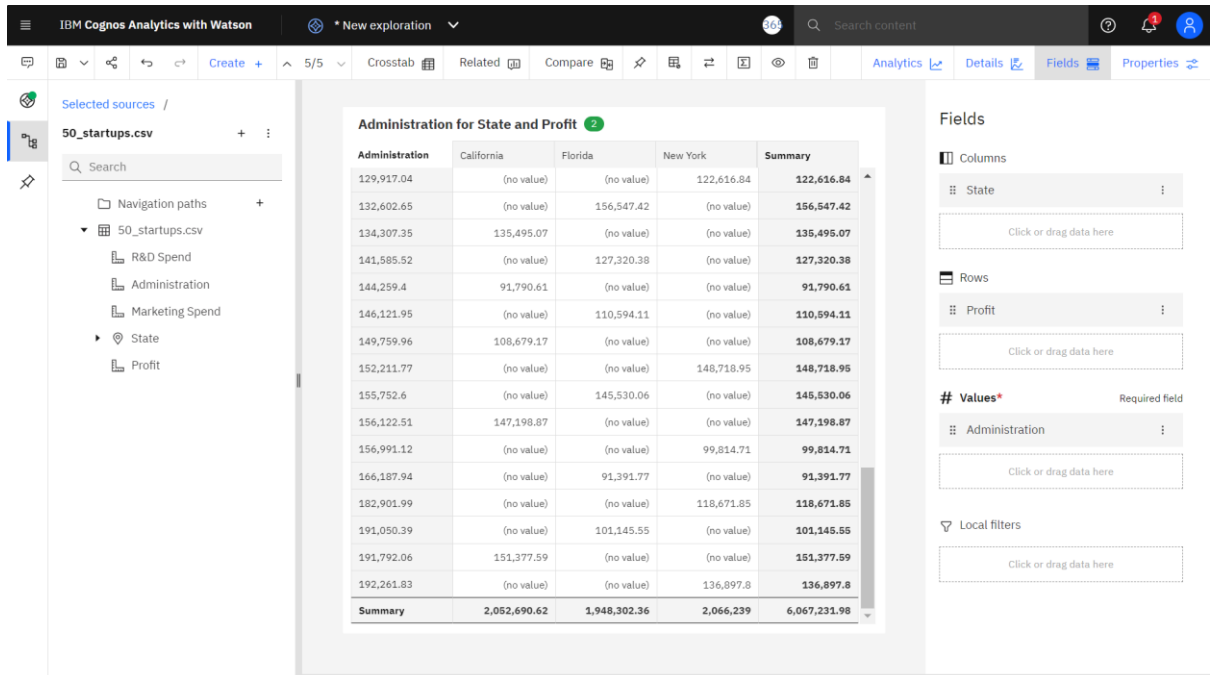 IBM Cognos Analytics with Watson
* New exploration
365
Search content
1
Create +
5/5
Crosstab
Related
Compare
Analytics
Details
Fields
Properties
Selected sources /
50_startups.csv
Search
Navigation paths
50_startups.csv
R&D Spend
Administration
Marketing Spend
State
Profit
Administration for State and Profit 2
Administration California Florida New York Summary
129,917.04 (no value) (no value) 122,616.84 122,616.84
132,602.65 (no value) 156,547.42 (no value) 156,547.42
134,307.35 135,495.07 (no value) (no value) 135,495.07
141,585.52 (no value) 127,320.38 (no value) 127,320.38
144,259.4 91,790.61 (no value) (no value) 91,790.61
146,121.95 (no value) 110,594.11 (no value) 110,594.11
149,759.96 108,679.17 (no value) (no value) 108,679.17
152,211.77 (no value) (no value) 148,718.95 148,718.95
155,752.6 (no value) 145,530.06 (no value) 145,530.06
156,122.51 147,198.87 (no value) (no value) 147,198.87
156,991.12 (no value) (no value) 99,814.71 99,814.71
166,187.94 (no value) 91,391.77 (no value) 91,391.77
182,901.99 (no value) (no value) 118,671.85 118,671.85
191,050.39 (no value) 101,145.55 (no value) 101,145.55
191,792.06 151,377.59 (no value) (no value) 151,377.59
192,261.83 (no value) (no value) 136,897.8 136,897.8
Summary 2,052,690.62 1,948,302.36 2,066,239 6,067,231.98
Fields
Columns
State
Click or drag data here
Rows
Profit
Click or drag data here
# Values* Required field
Administration
Click or drag data here
Local filters
Click or drag data here